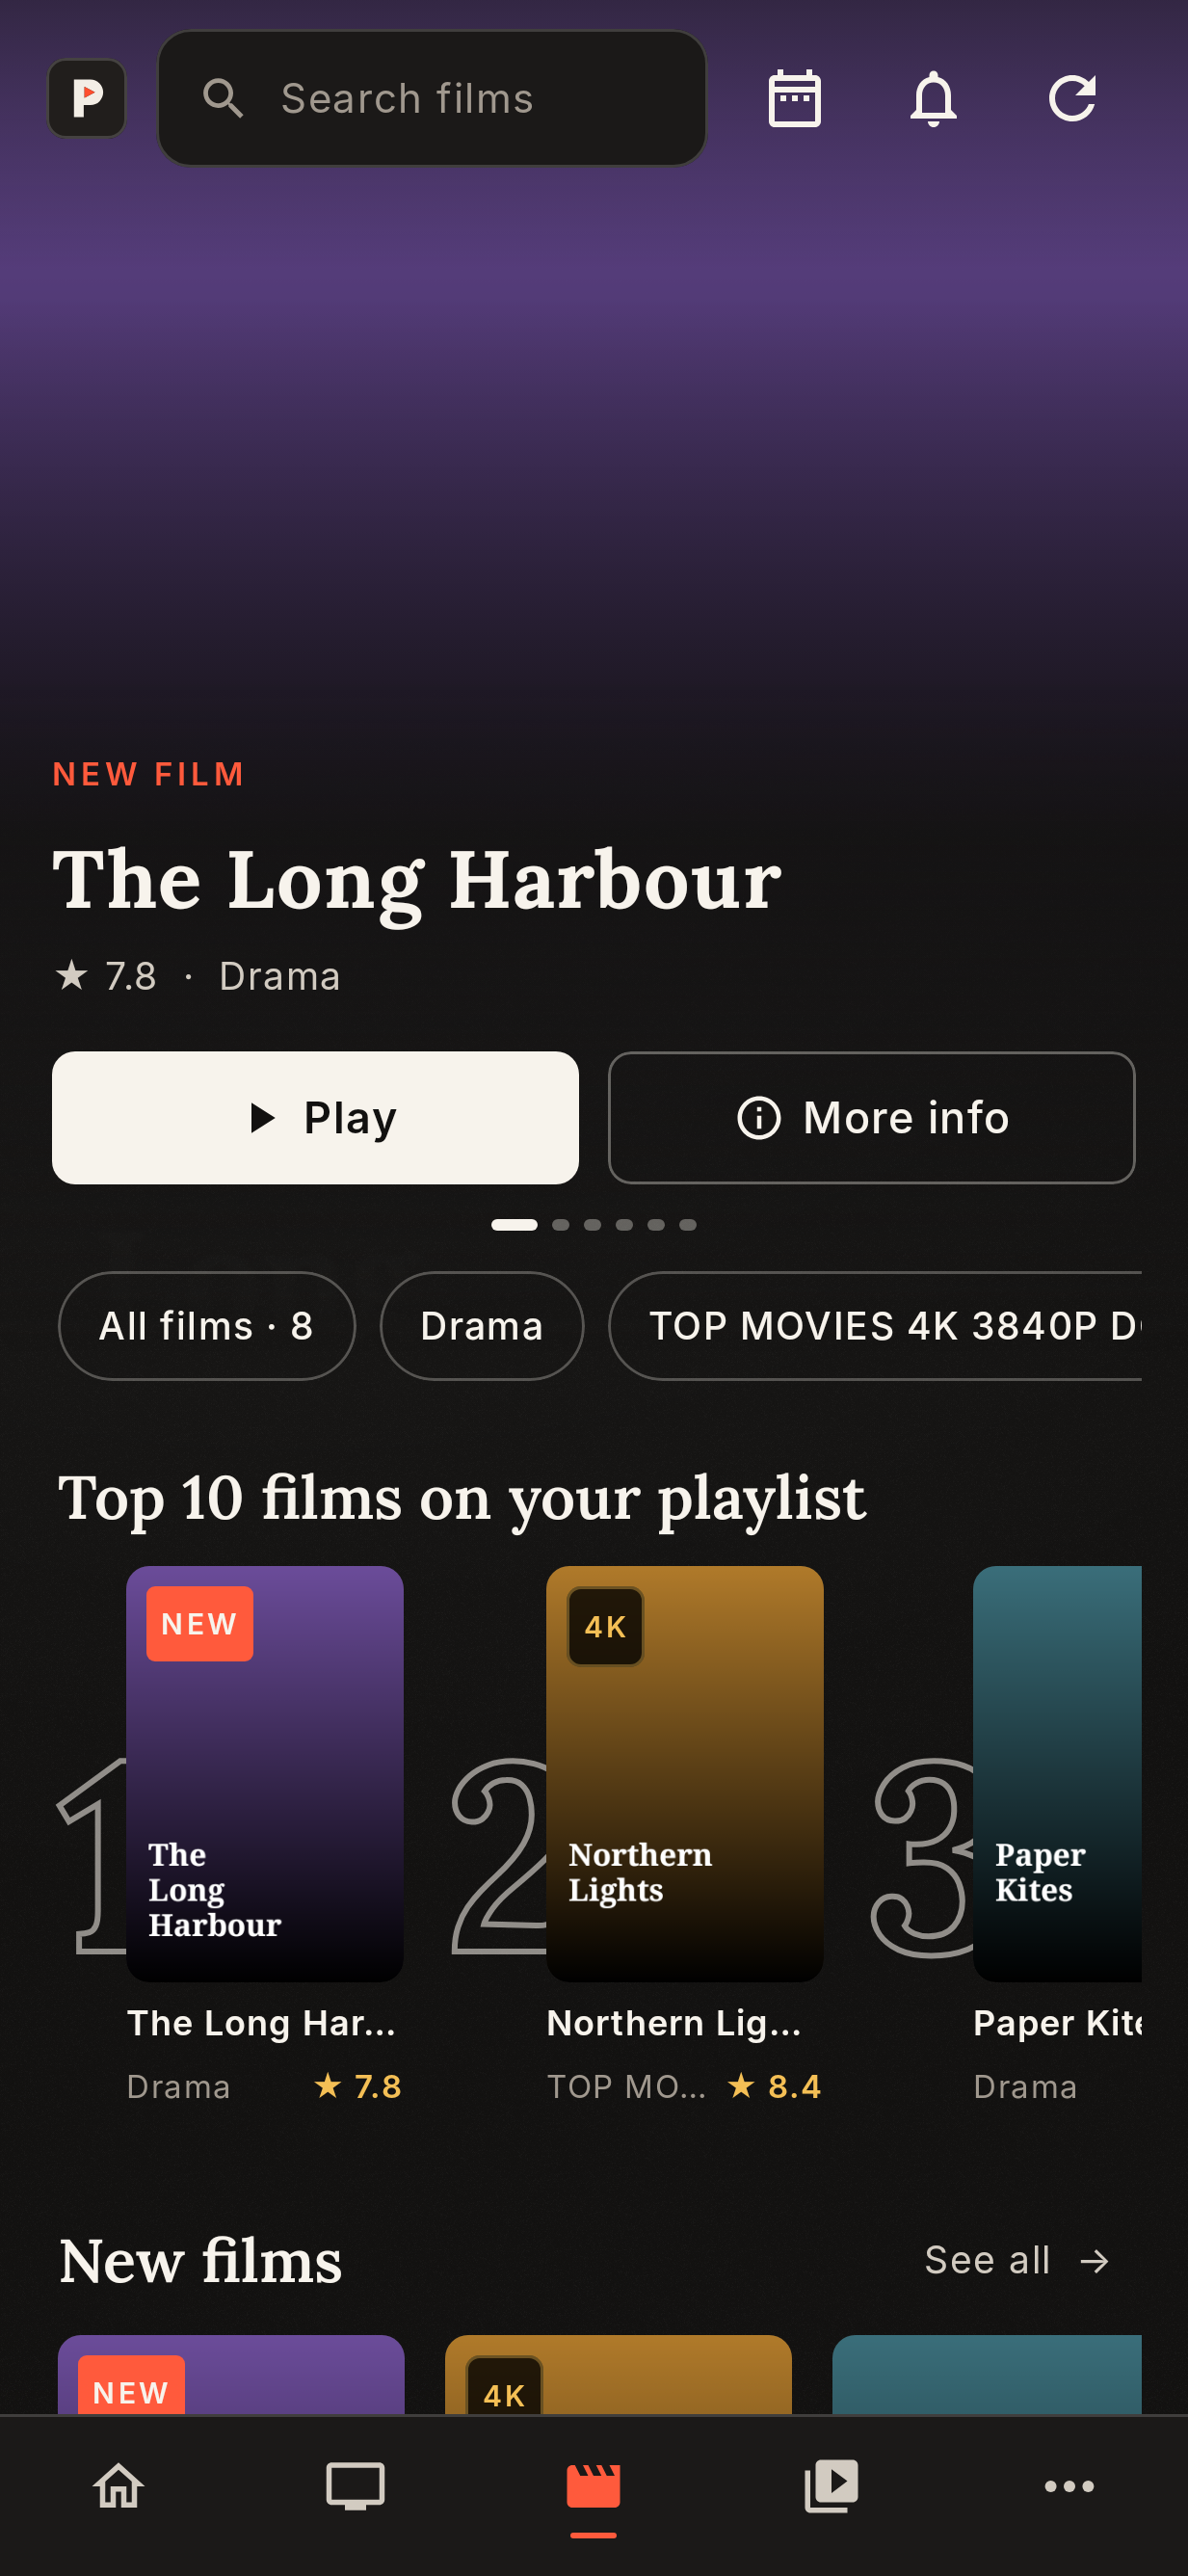 P
Search films
NEW FILM
The Long Harbour
★ 7.8 · Drama
Play
More info
All films · 8
Drama
TOP MOVIES 4K 3840P
Top 10 films on your playlist
NEW
4K
1
2
3
The
Long
Harbour
Northern
Lights
Paper
Kites
The Long Har...
Northern Lig...
Paper Kite
Drama
★ 7.8
TOP MO...
★ 8.4
Drama
New films
See all →
NEW
4K